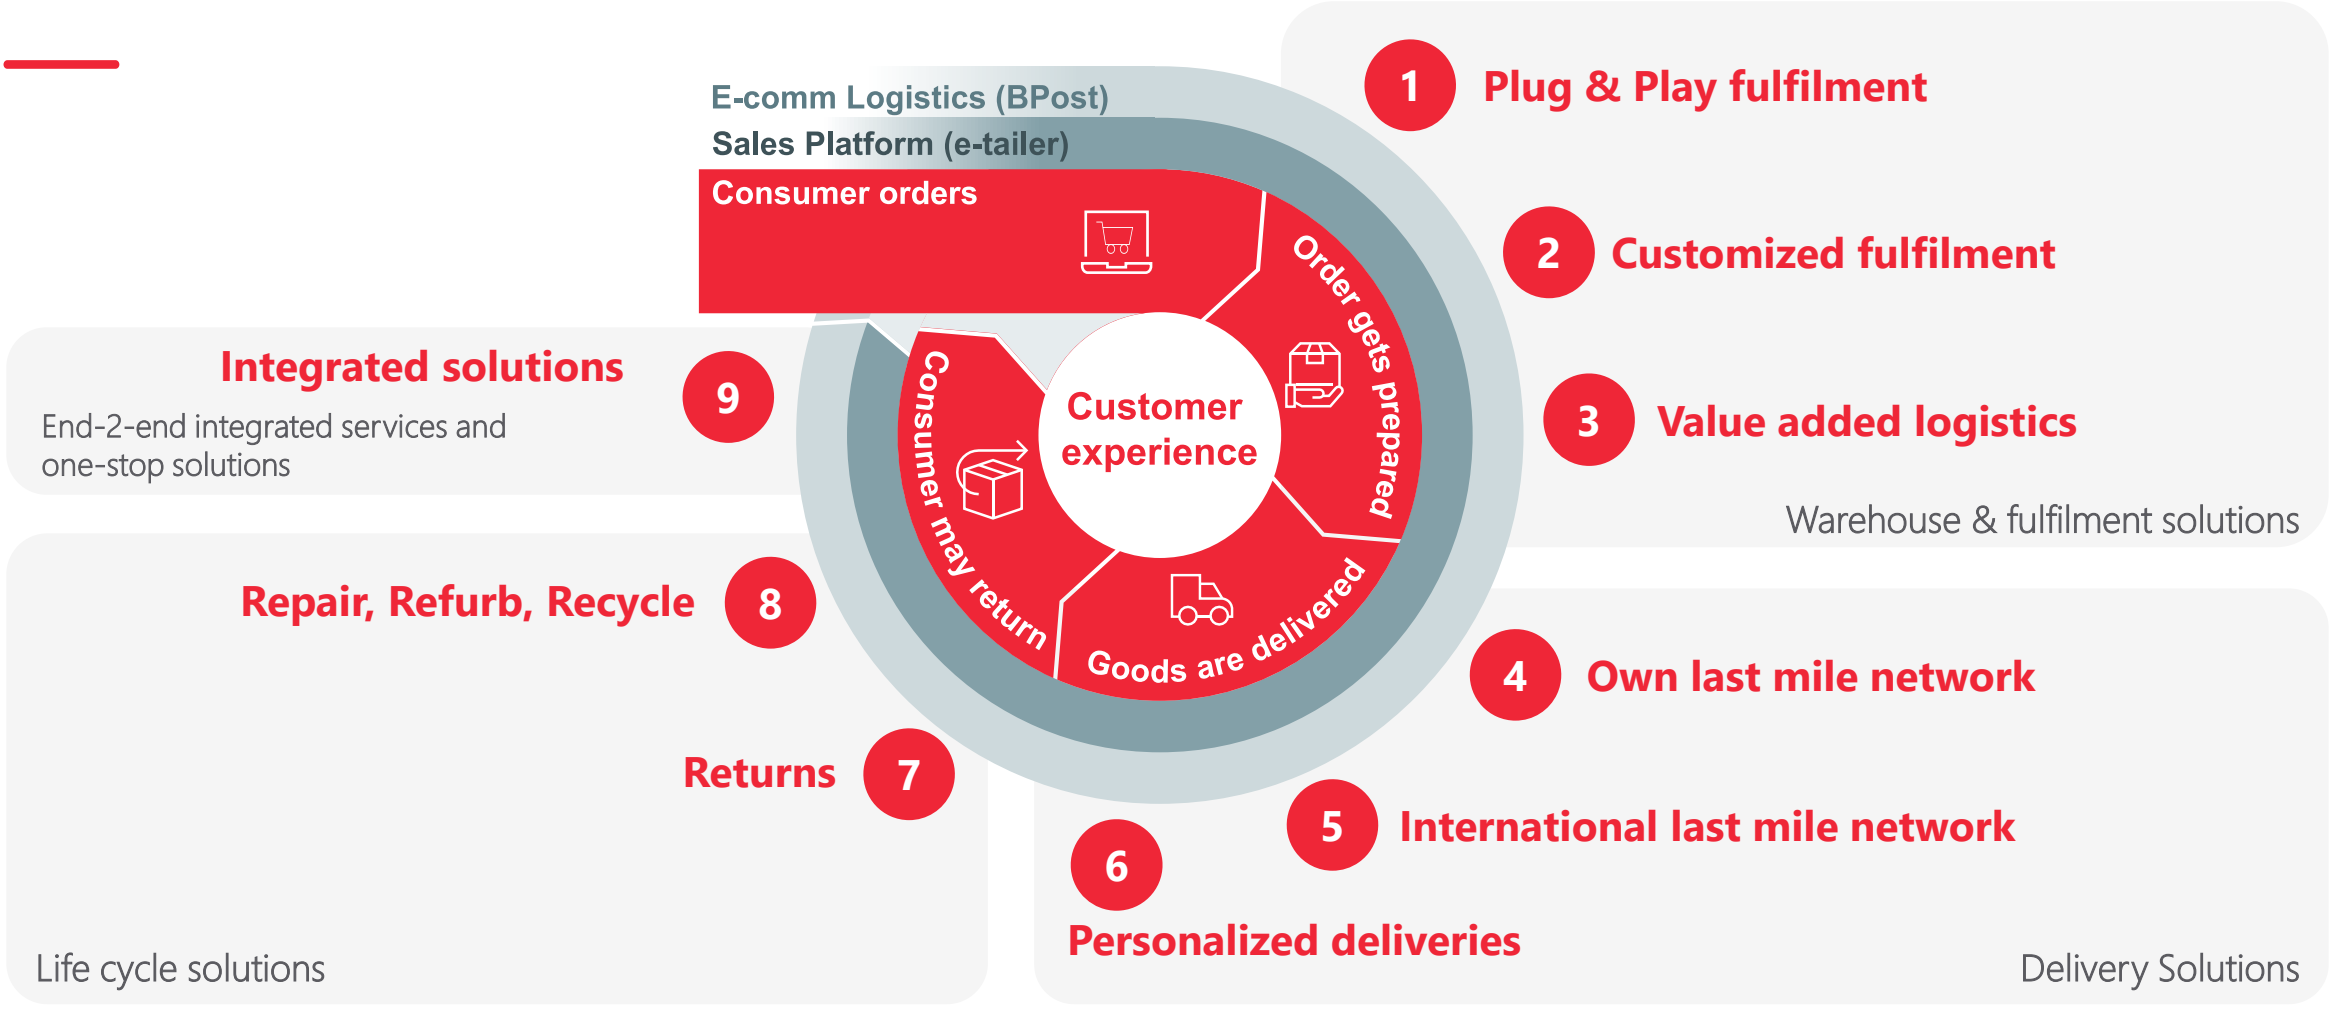 E-comm Logistics (BPost)
Sales Platform (e-tailer)
Consumer orders
Order gets prepared
Goods are delivered
Consumer may return
Customer
experience
1
Plug & Play fulfilment
2
Customized fulfilment
3
Value added logistics
Warehouse & fulfilment solutions
4
Own last mile network
5
International last mile network
6
Personalized deliveries
Delivery Solutions
Returns
7
Repair, Refurb, Recycle
8
Life cycle solutions
Integrated solutions
9
End-2-end integrated services and
one-stop solutions